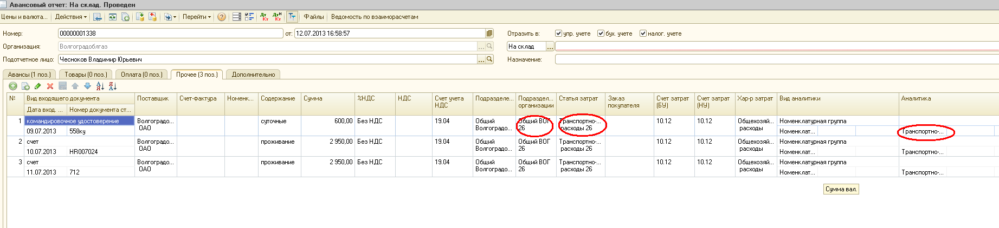 Авансовый отчет: На склад. Проведен
Цены и валюта... Действия Перейти Файлы Ведомость по взаиморасчетам
Номер: 00000001338 от: 12.07.2013 16:58:57 Отразить в: упр. учете бух. учете налог. учете
Организация: Волгоградоблгаз На склад ...
Подотчетное лицо: Чесноков Владимир Юрьевич ... Назначение:
Авансы (1 поз.) Товары (0 поз.) Оплата (0 поз.) Прочее (3 поз.) Дополнительно
№ Вид входящего документа Поставщик Счет-фактура Номенк... Содержание Сумма %НДС НДС Счет учета НДС Подразделе... Подраздел... организации Статья затрат Заказ покупателя Счет затрат (БУ) Счет затрат (НУ) Хар-р затрат Вид аналитики Аналитика
Дата вход. ... Номер документа ст...
1 командировочное удостоверение Волгоградо... суточные 600,00 Без НДС 19.04 Общий Общий ВОГ Транспортно-... 10.12 10.12 Общехозяй... Номенклатурная группа
09.07.2013 558ку ОАО Волгоградо... 26 расходы 26 расходы Номенклат... Транспортно-...
2 счет Волгоградо... проживание 2 950,00 Без НДС 19.04 Общий Общий ВОГ Транспортно-... 10.12 10.12 Общехозяй... Номенклатурная группа
10.07.2013 HR007024 ОАО Волгоградо... 26 расходы 26 расходы Номенклат... Транспортно-...
3 счет Волгоградо... проживание 2 950,00 Без НДС 19.04 Общий Общий ВОГ Транспортно-... 10.12 10.12 Общехозяй... Номенклатурная группа
11.07.2013 712 ОАО Волгоградо... 26 расходы 26 расходы Номенклат... Транспортно-...
Сумма вал.